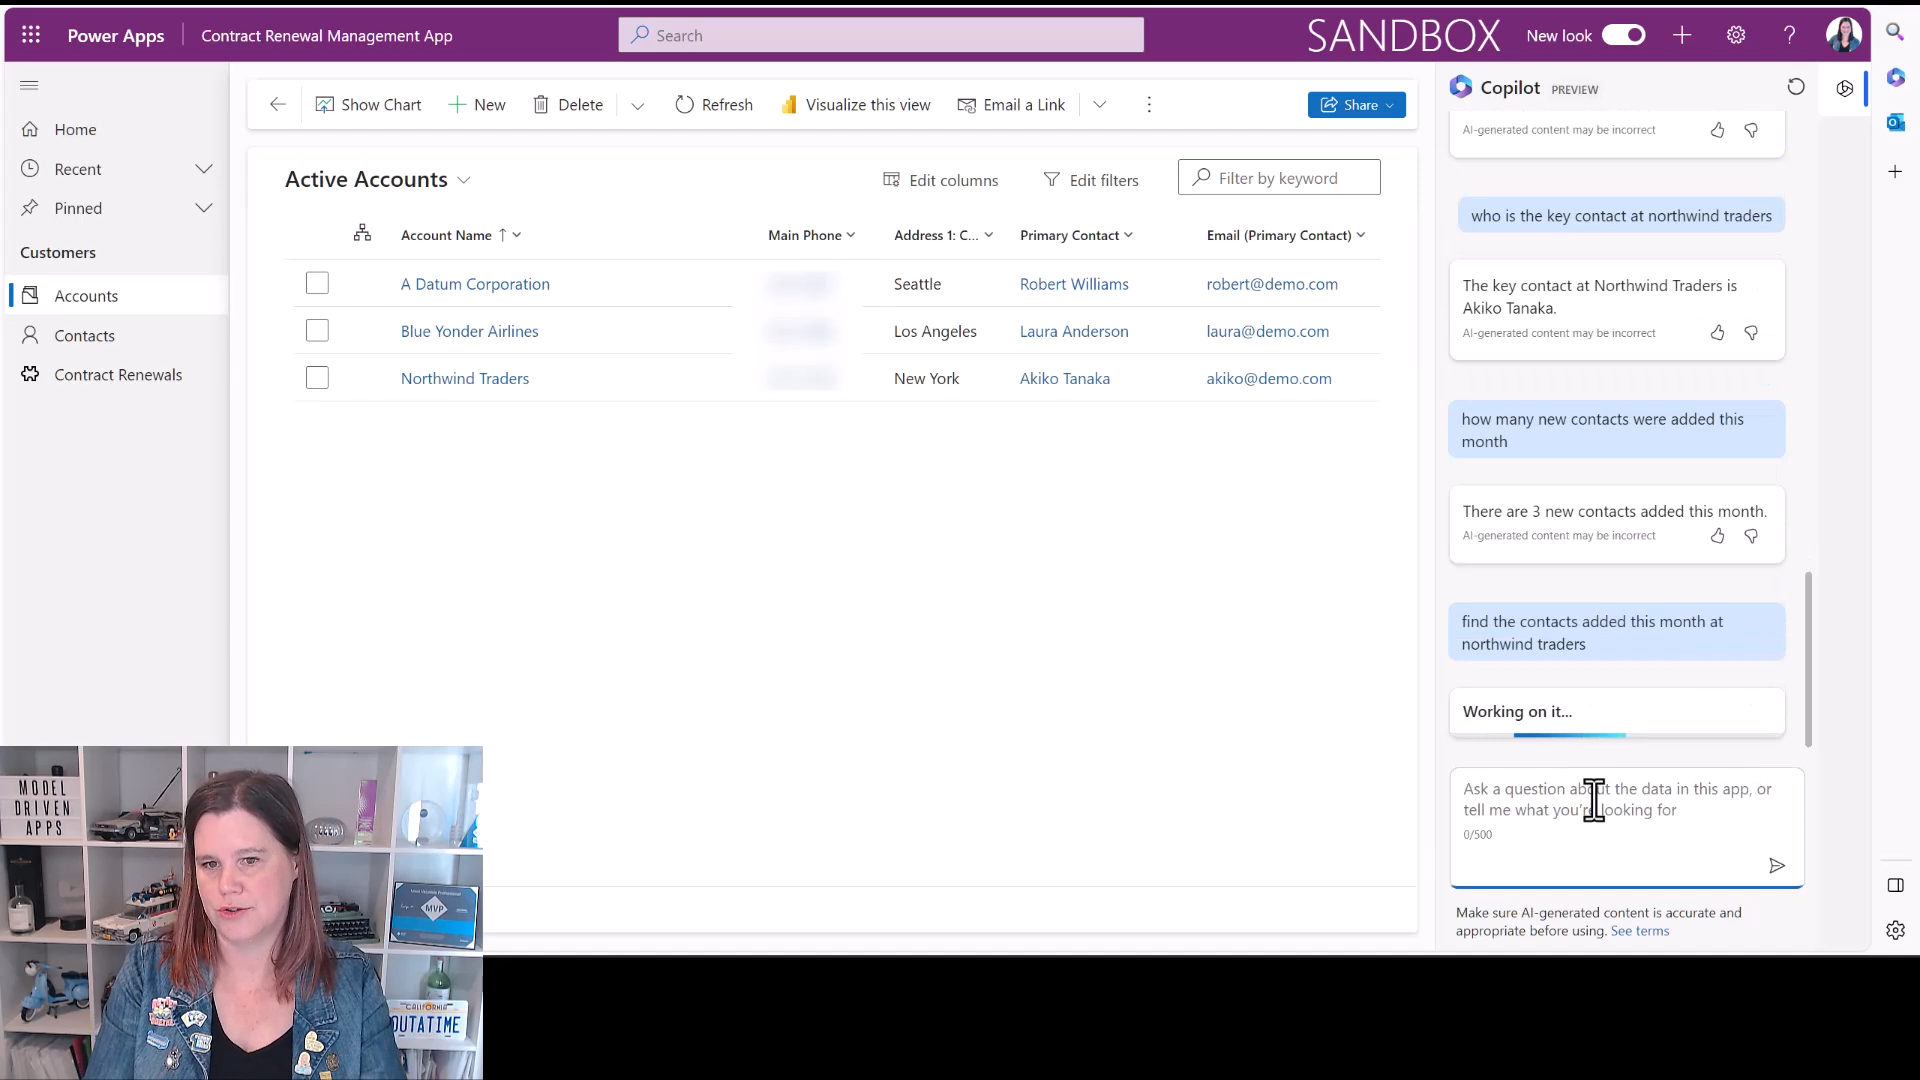 Power Apps
Contract Renewal Management App
Search
SANDBOX
New look
Home
Recent
Pinned
Customers
Accounts
Contacts
Contract Renewals
Show Chart
New
Delete
Refresh
Visualize this view
Email a Link
Share
Active Accounts
Edit columns
Edit filters
Filter by keyword
Account Name
Main Phone
Address 1: C...
Primary Contact
Email (Primary Contact)
A Datum Corporation
Seattle
Robert Williams
robert@demo.com
Blue Yonder Airlines
Los Angeles
Laura Anderson
laura@demo.com
Northwind Traders
New York
Akiko Tanaka
akiko@demo.com
Copilot PREVIEW
AI-generated content may be incorrect
who is the key contact at northwind traders
The key contact at Northwind Traders is
Akiko Tanaka.
AI-generated content may be incorrect
how many new contacts were added this
month
There are 3 new contacts added this month.
AI-generated content may be incorrect
find the contacts added this month at
northwind traders
Working on it...
Ask a question about the data in this app, or
tell me what you're looking for
0/500
Make sure AI-generated content is accurate and
appropriate before using. See terms
MODEL
DRIVEN
APPS
MVP
CALIFORNIA
OUTATIME